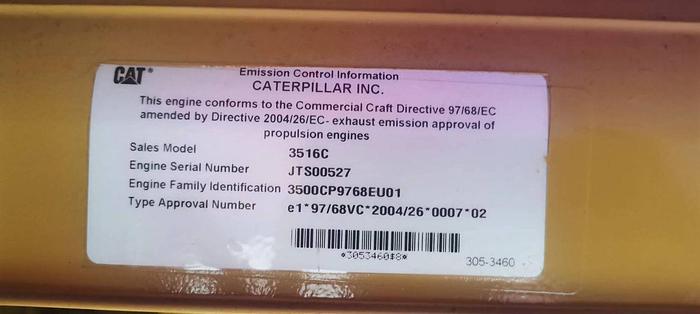 CAT®
Emission Control Information
CATERPILLAR INC.
This engine conforms to the Commercial Craft Directive 97/68/EC
amended by Directive 2004/26/EC- exhaust emission approval of
propulsion engines
Sales Model 3516C
Engine Serial Number JTS00527
Engine Family Identification 3500CP9768EU01
Type Approval Number e1*97/68VC*2004/26*0007*02
*3053460‡8*
305-3460